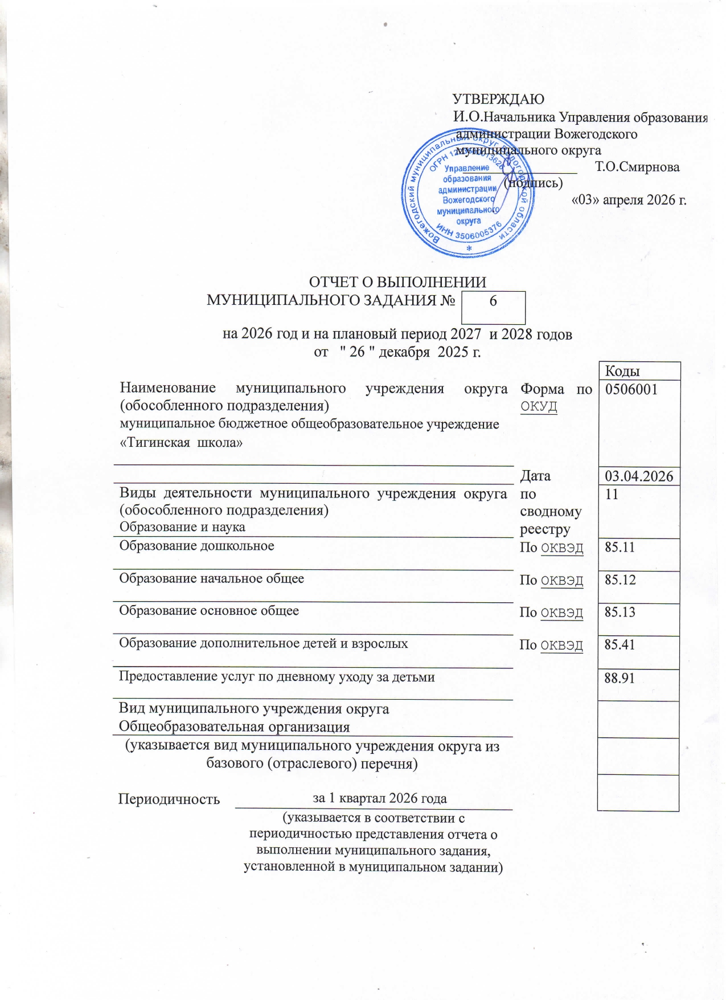 УТВЕРЖДАЮ
И.О.Начальника Управления образования
администрации Вожегодского
муниципального округа
Т.О.Смирнова
(подпись)
«03» апреля 2026 г.
Вожегодский муниципальный округ Вологодской области
ОГРН
Управление
образования
администрации
Вожегодского
муниципального
округа
ИНН 3506005376
*
ОТЧЕТ О ВЫПОЛНЕНИИ
МУНИЦИПАЛЬНОГО ЗАДАНИЯ № 6
на 2026 год и на плановый период 2027 и 2028 годов
от " 26 " декабря 2025 г.
Коды
Наименование муниципального учреждения округа Форма по 0506001
(обособленного подразделения) ОКУД
муниципальное бюджетное общеобразовательное учреждение
«Тигинская школа»
Дата 03.04.2026
Виды деятельности муниципального учреждения округа по 11
(обособленного подразделения) сводному
Образование и наука реестру
Образование дошкольное По ОКВЭД 85.11
Образование начальное общее По ОКВЭД 85.12
Образование основное общее По ОКВЭД 85.13
Образование дополнительное детей и взрослых По ОКВЭД 85.41
Предоставление услуг по дневному уходу за детьми 88.91
Вид муниципального учреждения округа
Общеобразовательная организация
(указывается вид муниципального учреждения округа из
базового (отраслевого) перечня)
Периодичность за 1 квартал 2026 года
(указывается в соответствии с
периодичностью представления отчета о
выполнении муниципального задания,
установленной в муниципальном задании)